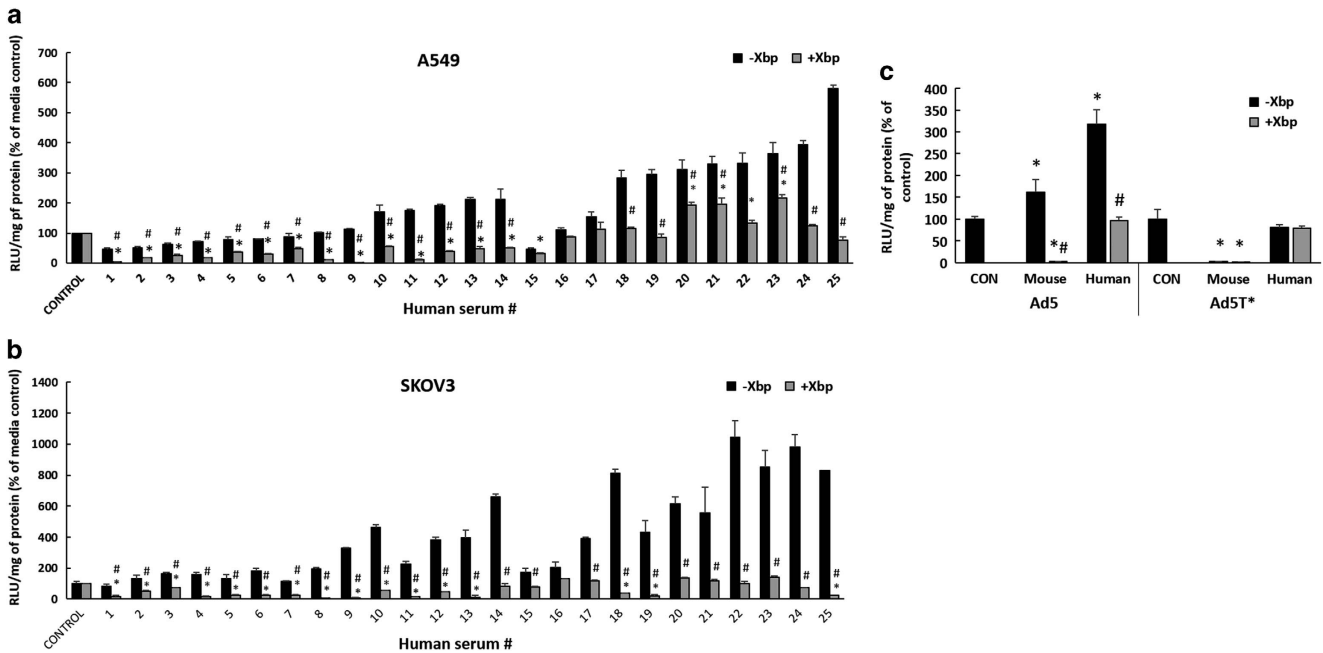 a
A549
-Xbp
+Xbp
RLU/mg pf protein (% of media control)
700
600
500
400
300
200
100
0
# # # # # # # # # # # # # # # # # # # # # # #
* * * * * * * * * * * * * * * * * * *
CONTROL 1 2 3 4 5 6 7 8 9 10 11 12 13 14 15 16 17 18 19 20 21 22 23 24 25
Human serum #
b
SKOV3
-Xbp
+Xbp
RLU/mg of protein (% of media control)
1400
1200
1000
800
600
400
200
0
# # # # # # # # # # # # # # # # # # # # # # # #
* * * * * * * * * * * * * * * * *
CONTROL 1 2 3 4 5 6 7 8 9 10 11 12 13 14 15 16 17 18 19 20 21 22 23 24 25
Human serum #
c
-Xbp
+Xbp
RLU/mg of protein (% of
control)
400
350
300
250
200
150
100
50
0
* *# * # * *
CON Mouse Human CON Mouse Human
Ad5 Ad5T*